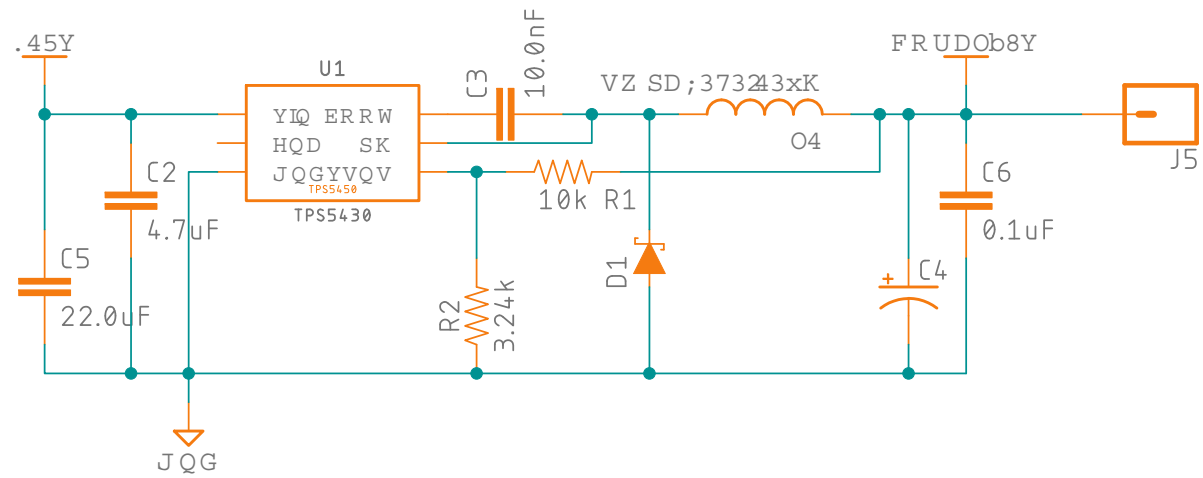 .45Y
U1
C3
10.0nF
VZ SD;373243xK
FRUDOb8Y
YIQ ERRW
HQD SK
JQGYVQV
TPS5450
TPS5430
C2
4.7uF
C5
22.0uF
10k R1
O4
J5
C6
0.1uF
D1
C4
+
R2
3.24k
JQG